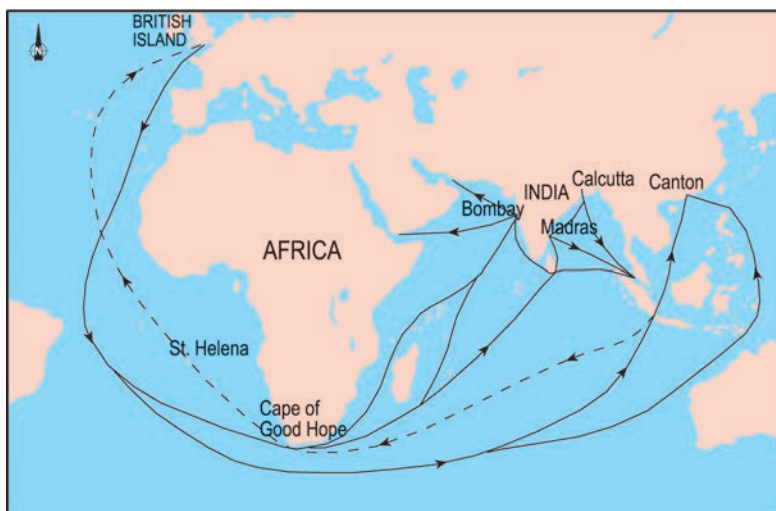 BRITISH
ISLAND
N
INDIA
Calcutta
Canton
Bombay
Madras
AFRICA
St. Helena
Cape of
Good Hope